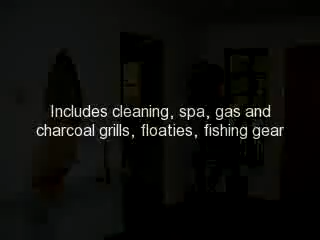 Includes cleaning, spa, gas and
charcoal grills, floaties, fishing gear